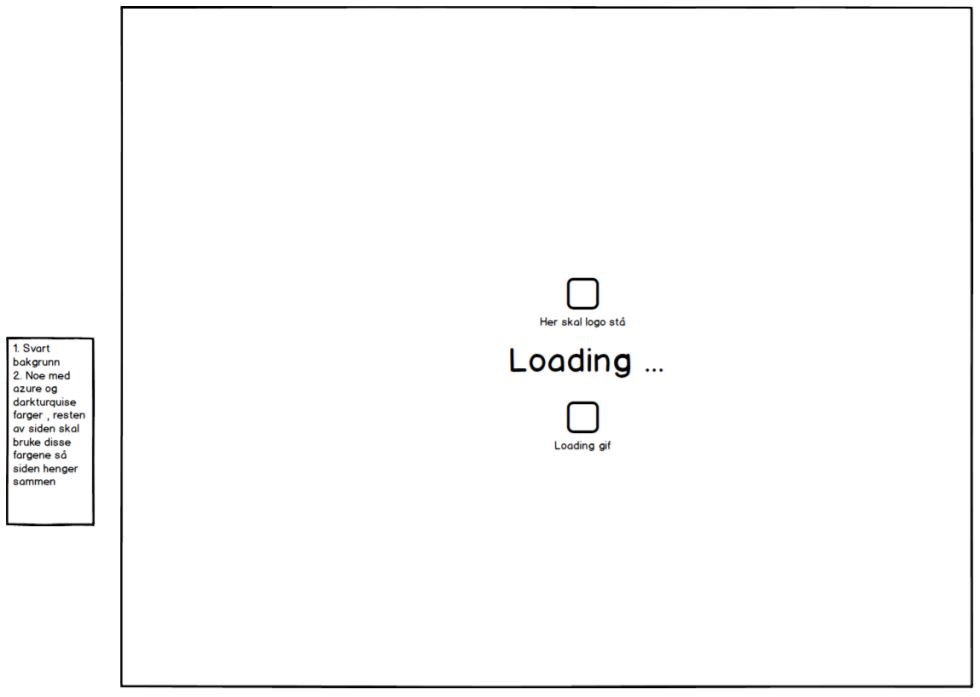 Her skal logo stå
Loading ...
Loading gif
1. Svart
bakgrunn
2. Noe med
azure og
darkturquise
farger , resten
av siden skal
bruke disse
fargene så
siden henger
sammen